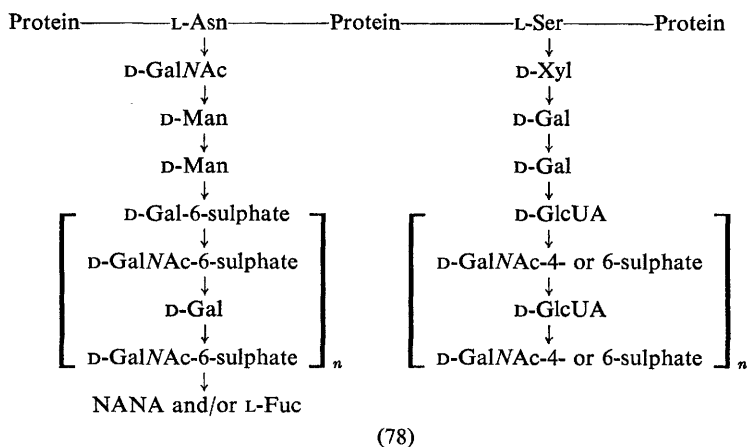 Protein L-Asn Protein L-Ser Protein
↓ ↓
D-GalNAc D-Xyl
↓ ↓
D-Man D-Gal
↓ ↓
D-Man D-Gal
↓ ↓
D-Gal-6-sulphate D-GlcUA
↓ ↓
D-GalNAc-6-sulphate D-GalNAc-4- or 6-sulphate
↓ ↓
D-Gal D-GlcUA
↓ ↓
D-GalNAc-6-sulphate n D-GalNAc-4- or 6-sulphate n
↓
NANA and/or L-Fuc
(78)